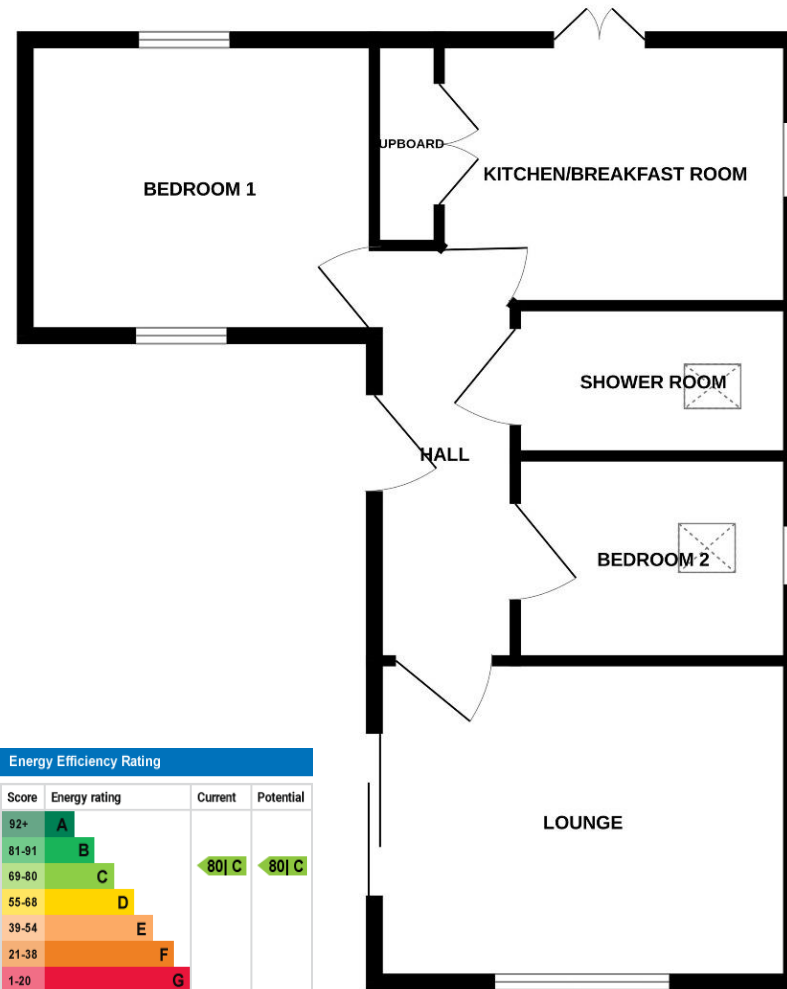 BEDROOM 1
UPBOARD
KITCHEN/BREAKFAST ROOM
SHOWER ROOM
HALL
BEDROOM 2
LOUNGE
Energy Efficiency Rating
Score Energy rating Current Potential
92+ A
81-91 B
69-80 C 80| C 80| C
55-68 D
39-54 E
21-38 F
1-20 G